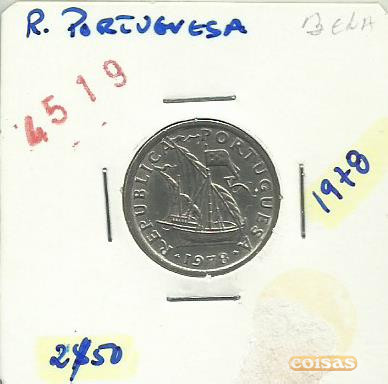 R. PORTUGUESA
BELA
4519
REPUBLICA PORTUGUESA
• 1978 •
1978
2$50
coisas